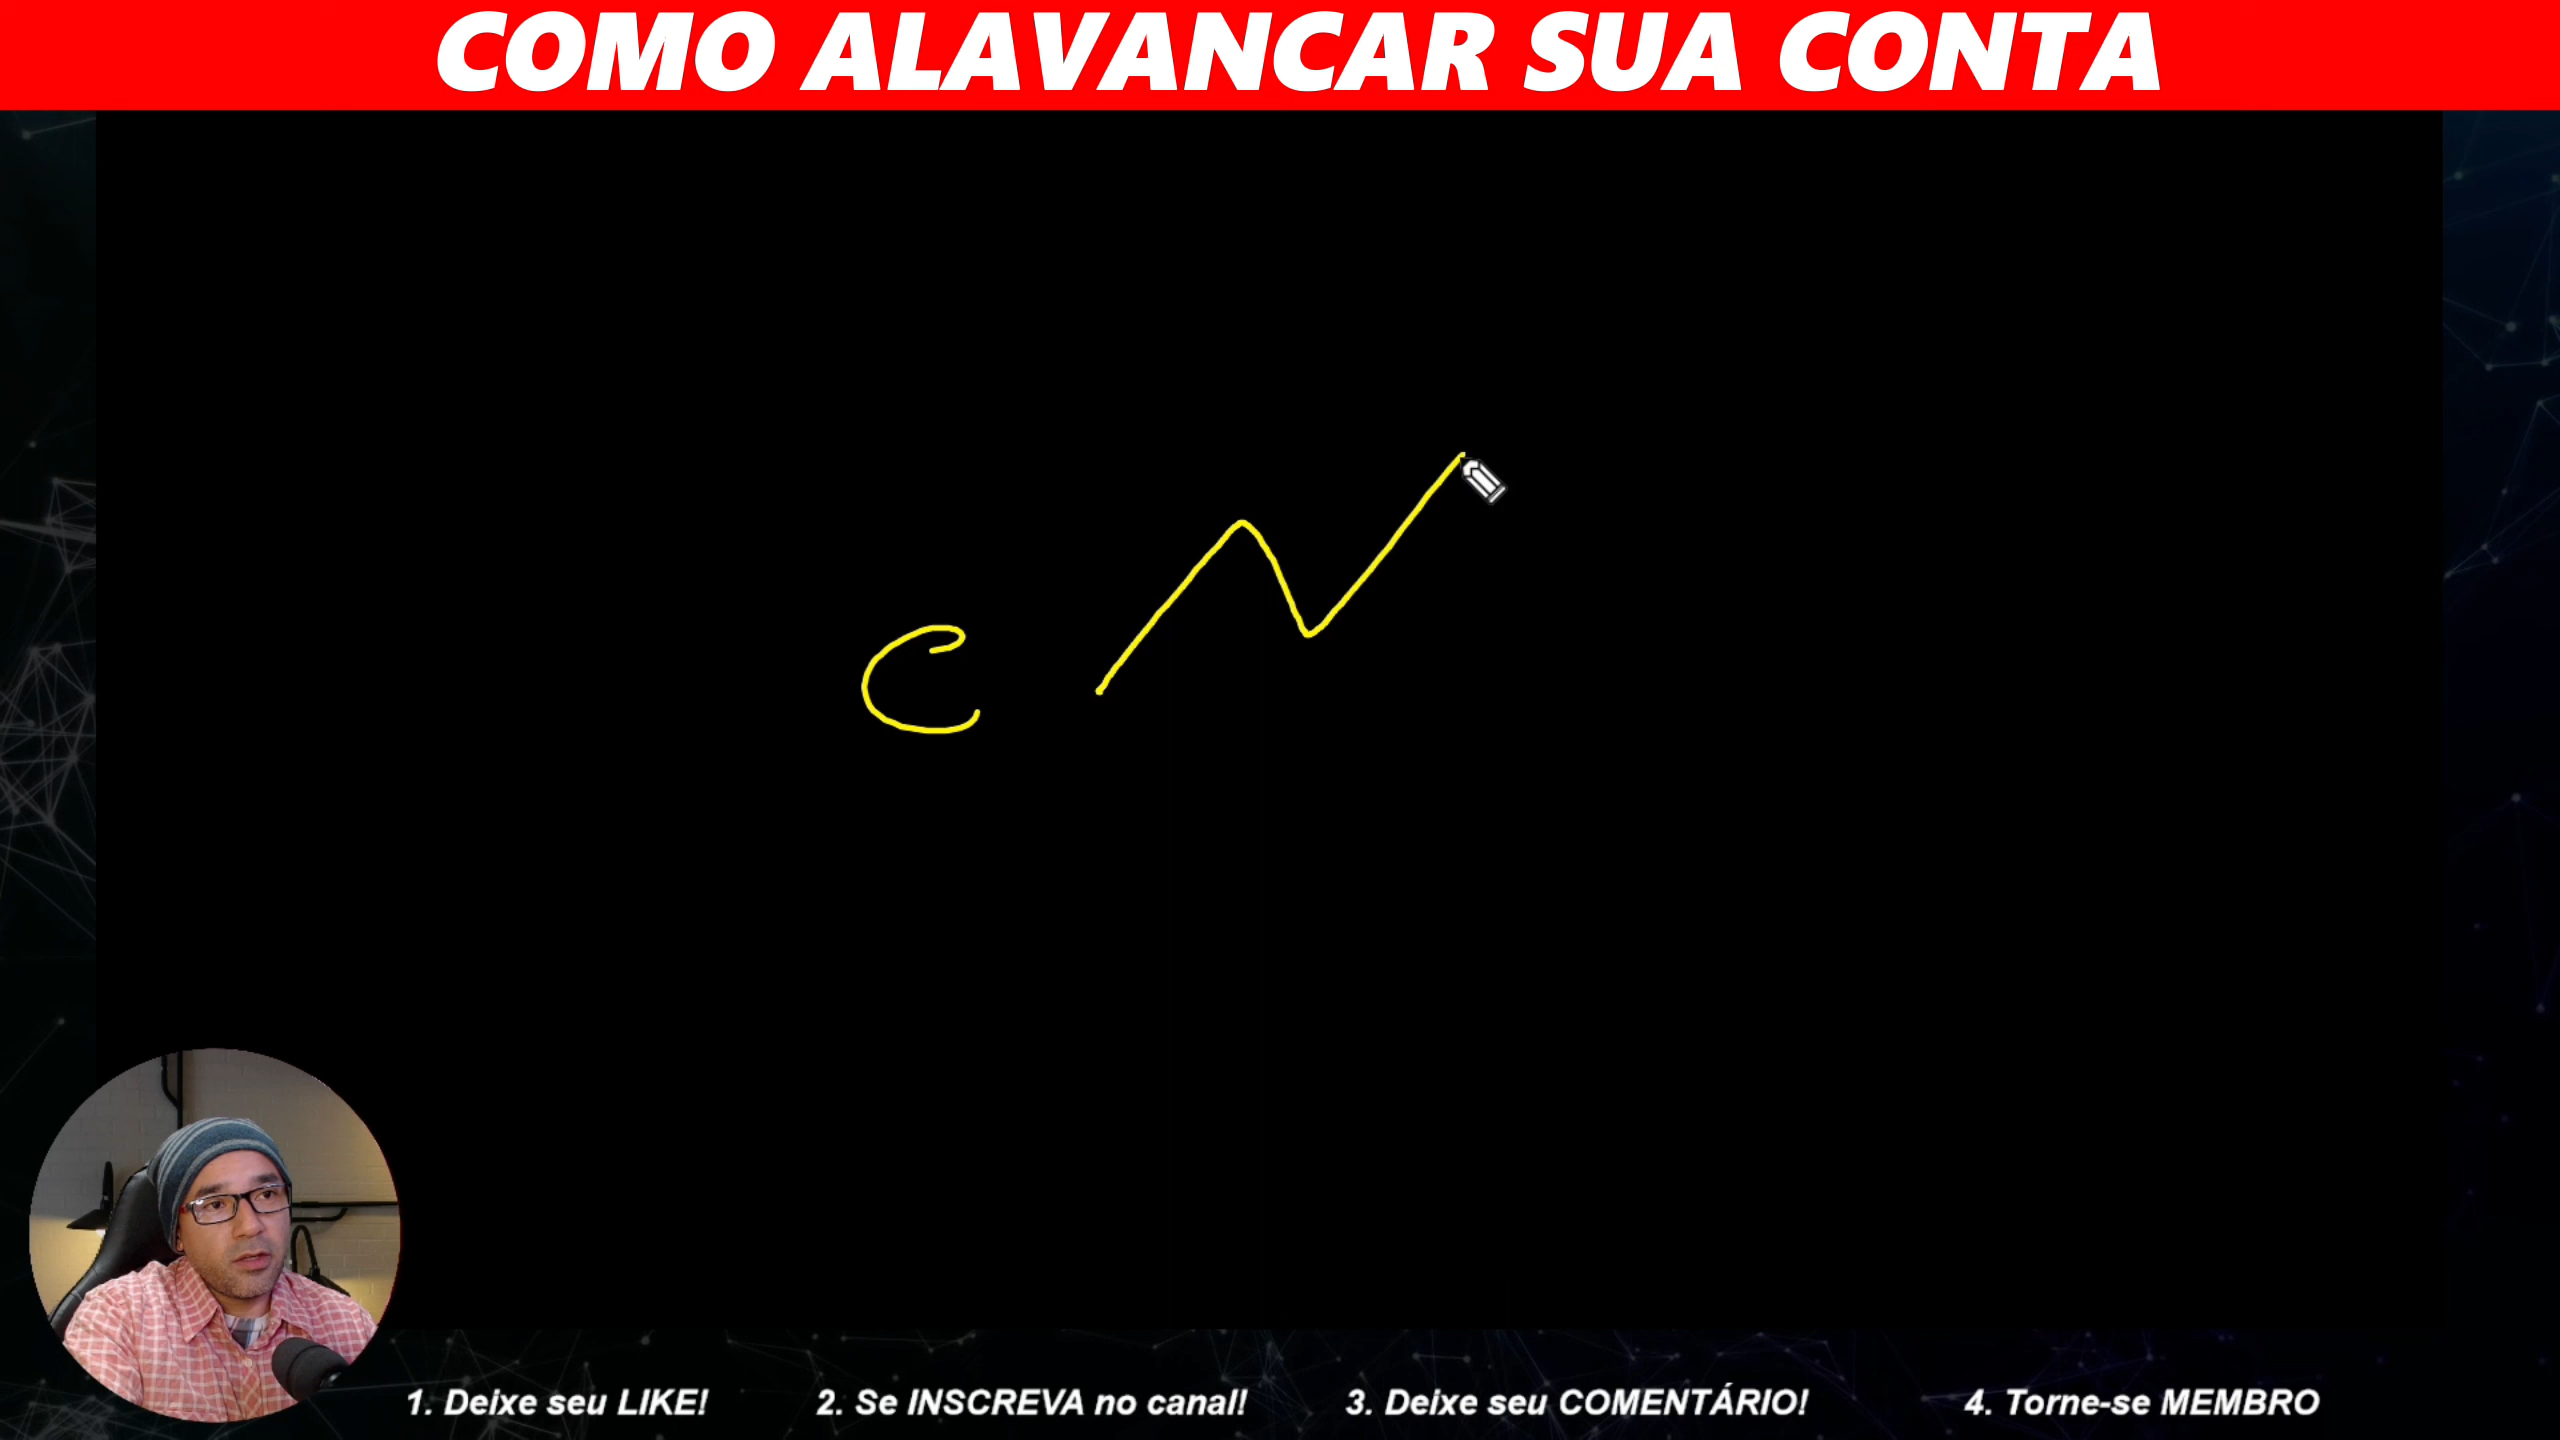 COMO ALAVANCAR SUA CONTA
C
1. Deixe seu LIKE! 2. Se INSCREVA no canal! 3. Deixe seu COMENTÁRIO! 4. Torne-se MEMBRO